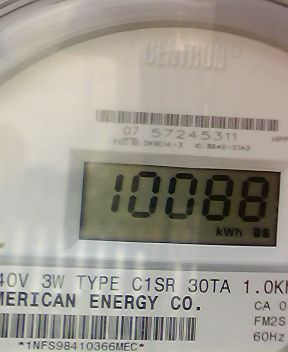 CENTRON
07 57245311
10088
kWh
40V 3W TYPE C1SR 30TA 1.0K
MERICAN ENERGY CO.
CA 0
FM2S
60Hz
*1NFS98410366MEC*